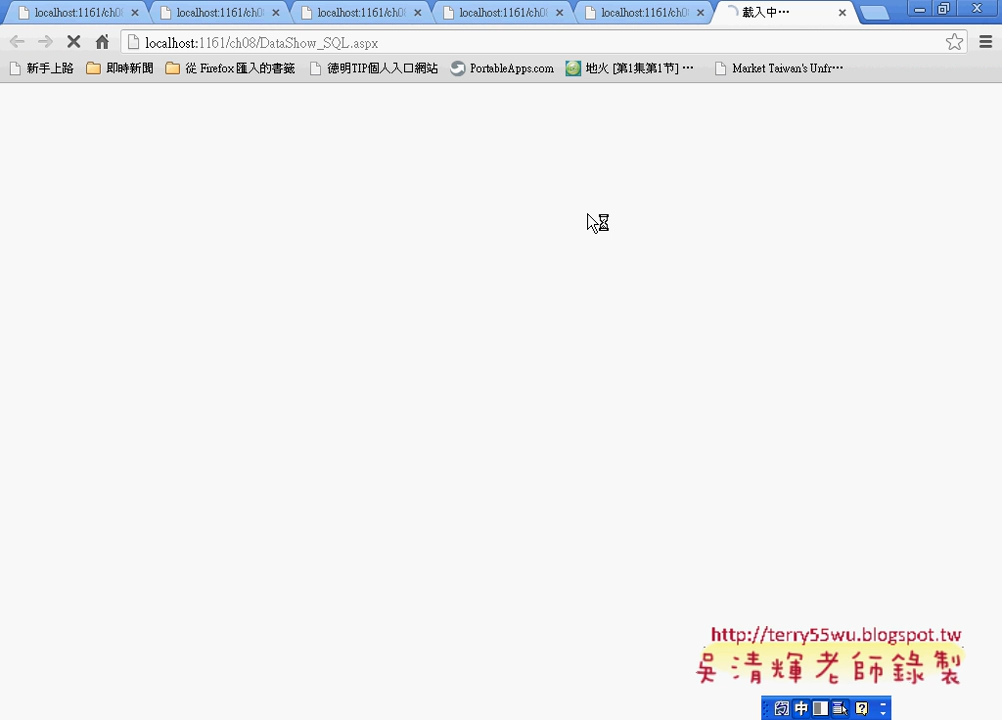 localhost:1161/ch0
localhost:1161/ch0
localhost:1161/ch0
localhost:1161/ch0
localhost:1161/ch0
載入中…
localhost:1161/ch08/DataShow_SQL.aspx
新手上路
即時新聞
從 Firefox 匯入的書籤
德明TIP個人入口網站
PortableApps.com
地火 [第1集第1节] …
Market Taiwan's Unfr…
http://terry55wu.blogspot.tw
吳清輝老師錄製
中